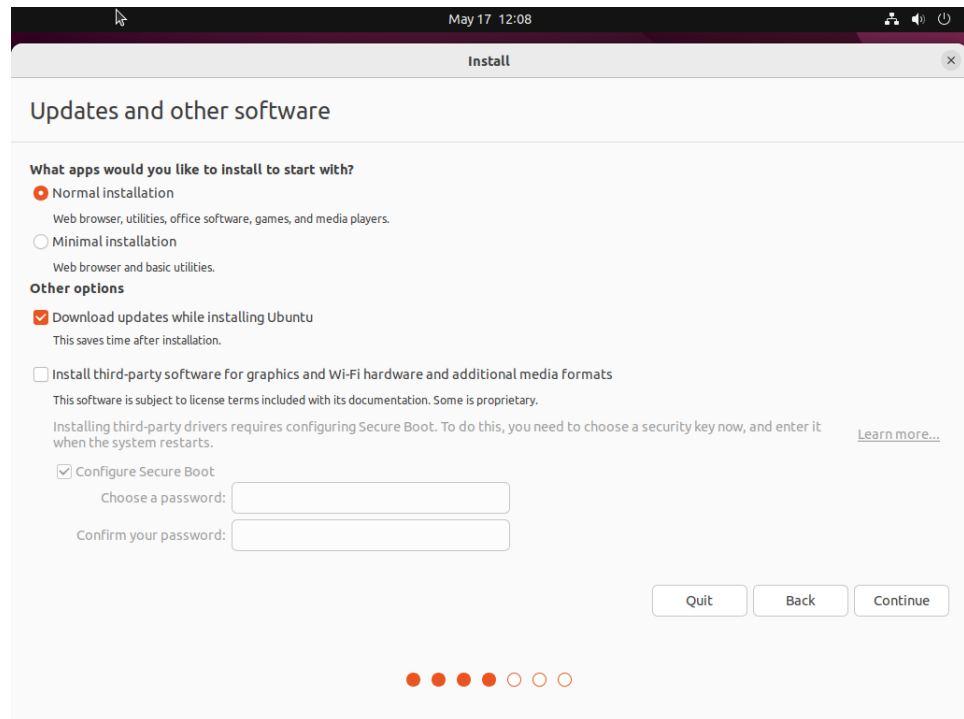 May 17  12:08
Install
Updates and other software
What apps would you like to install to start with?
Normal installation
Web browser, utilities, office software, games, and media players.
Minimal installation
Web browser and basic utilities.
Other options
Download updates while installing Ubuntu
This saves time after installation.
Install third-party software for graphics and Wi-Fi hardware and additional media formats
This software is subject to license terms included with its documentation. Some is proprietary.
Installing third-party drivers requires configuring Secure Boot. To do this, you need to choose a security key now, and enter it
when the system restarts.
Learn more...
Configure Secure Boot
Choose a password:
Confirm your password:
Quit Back Continue